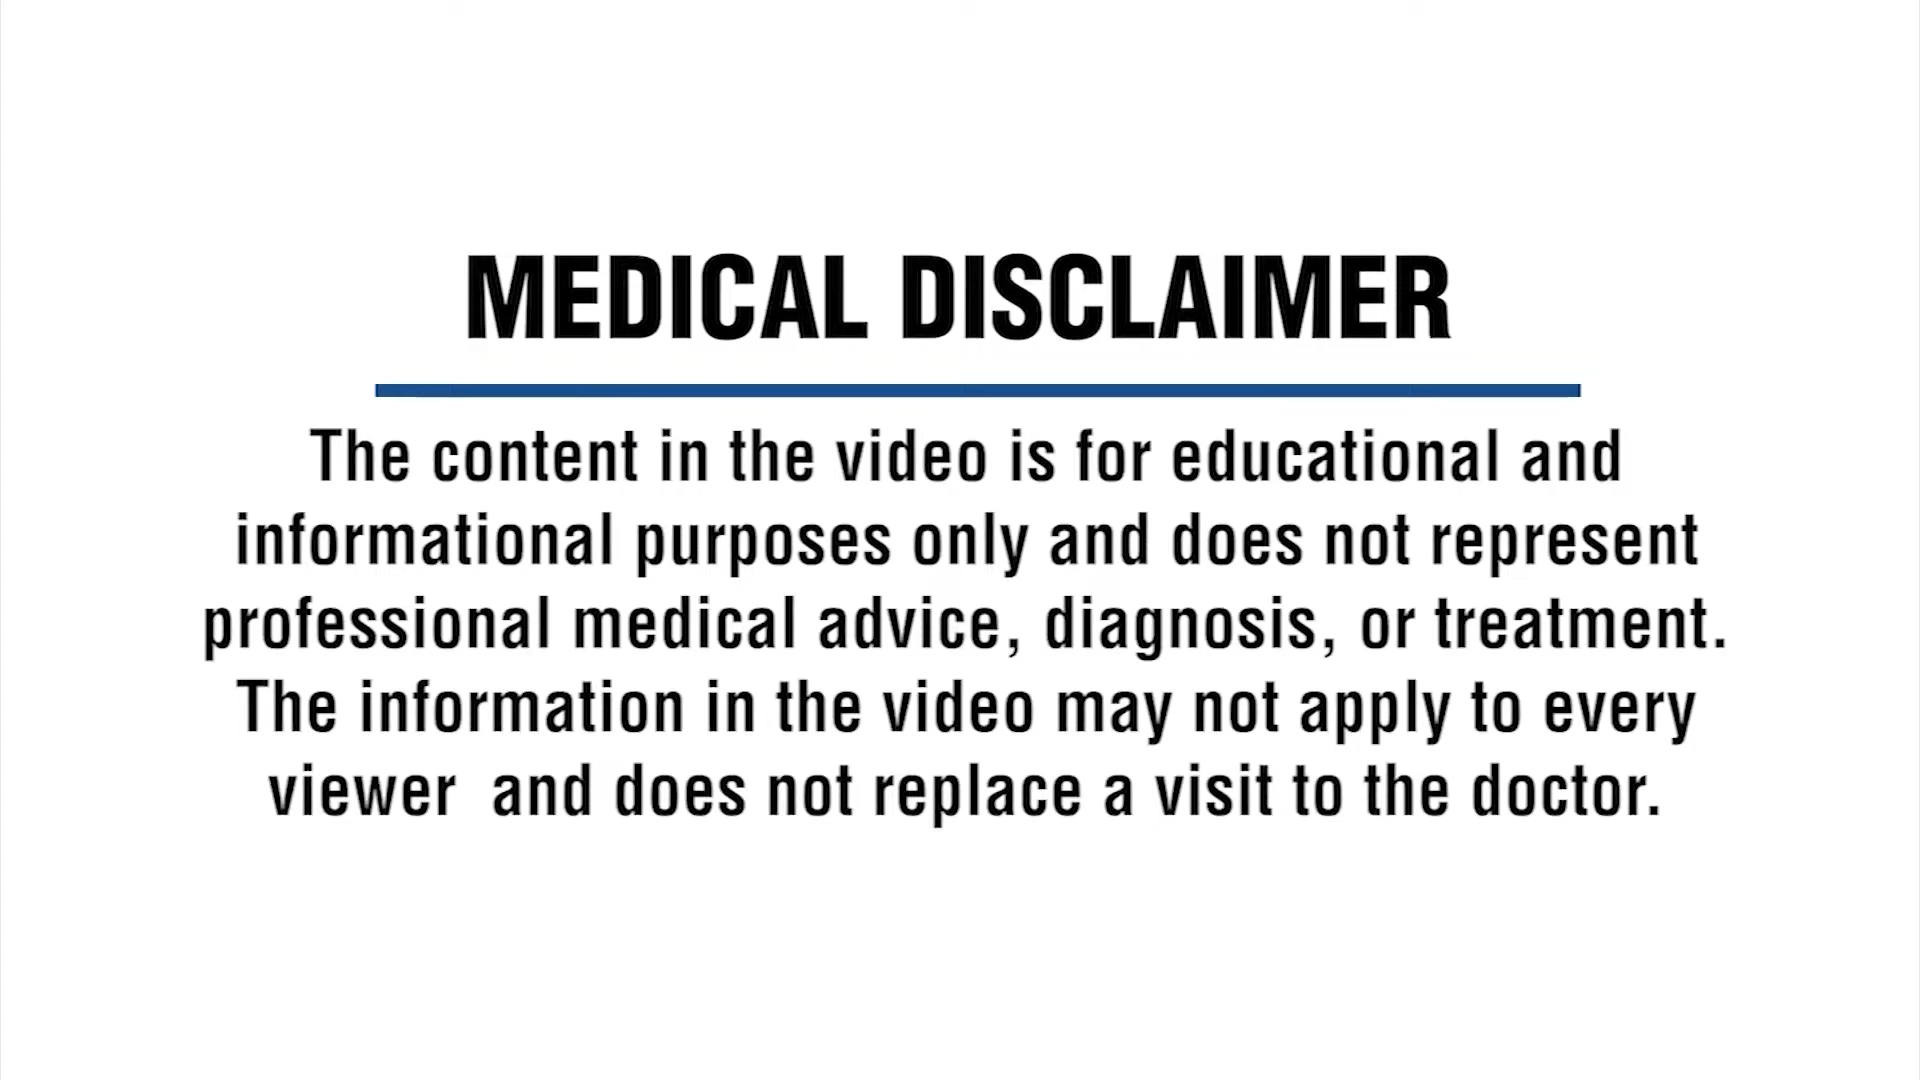 MEDICAL DISCLAIMER
The content in the video is for educational and
informational purposes only and does not represent
professional medical advice, diagnosis, or treatment.
The information in the video may not apply to every
viewer  and does not replace a visit to the doctor.